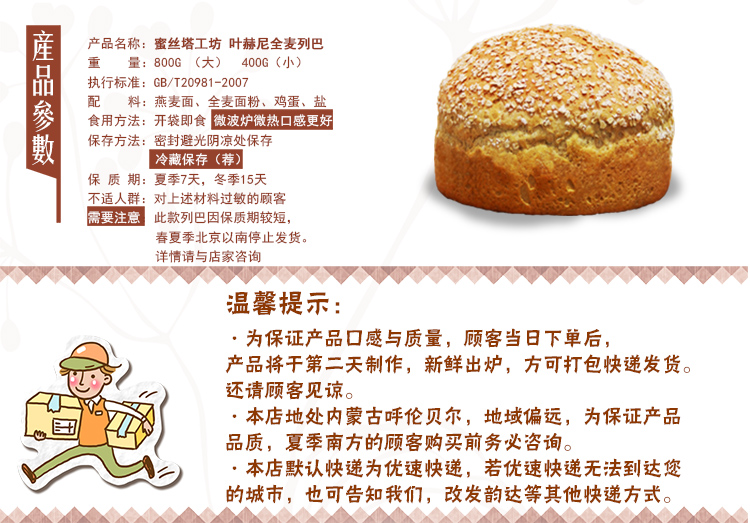 産品參數
产品名称：蜜丝塔工坊 叶赫尼全麦列巴
重 量：800G （大） 400G（小）
执行标准：GB/T20981-2007
配 料：燕麦面、全麦面粉、鸡蛋、盐
食用方法：开袋即食 微波炉微热口感更好
保存方法：密封避光阴凉处保存
冷藏保存（荐）
保 质 期：夏季7天，冬季15天
不适人群：对上述材料过敏的顾客
需要注意 此款列巴因保质期较短，
春夏季北京以南停止发货。
详情请与店家咨询
温馨提示：
·为保证产品口感与质量，顾客当日下单后，
产品将于第二天制作，新鲜出炉，方可打包快递发货。
还请顾客见谅。
·本店地处内蒙古呼伦贝尔，地域偏远，为保证产品
品质，夏季南方的顾客购买前务必咨询。
·本店默认快递为优速快递，若优速快递无法到达您
的城市，也可告知我们，改发韵达等其他快递方式。